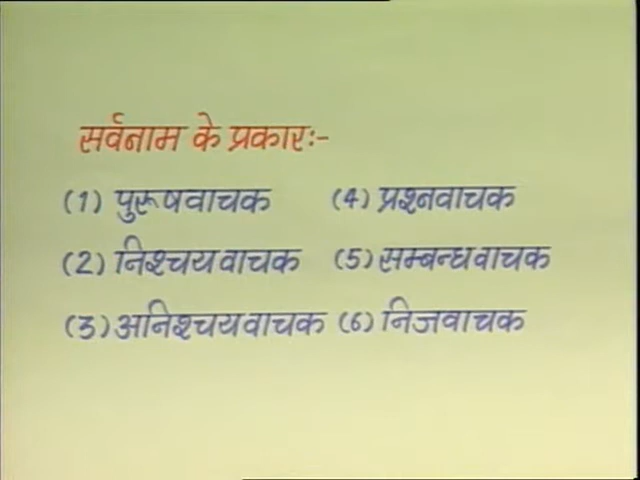 सर्वनाम के प्रकारः-
(1) पुरूषवाचक (4) प्रश्नवाचक
(2) निश्चयवाचक (5) सम्बन्धवाचक
(3) अनिश्चयवाचक (6) निजवाचक